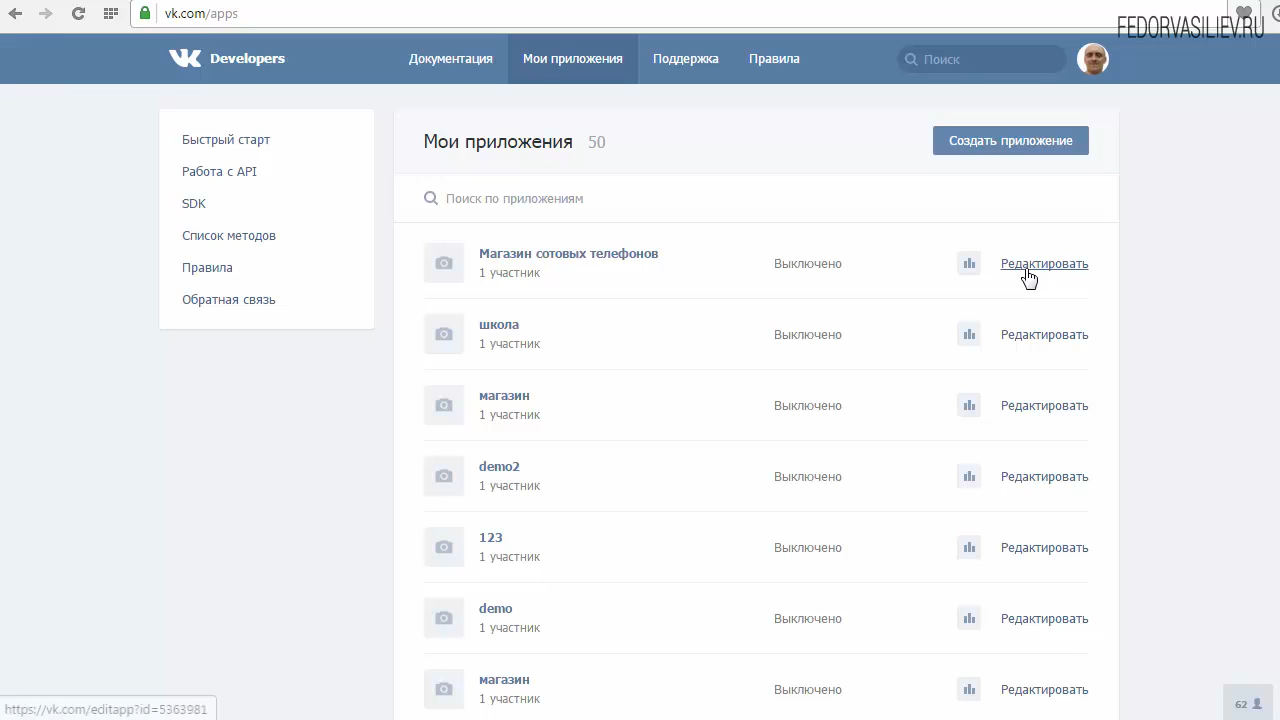 vk.com/apps
FEDORVASILIEV.RU
Developers
Документация
Мои приложения
Поддержка
Правила
Поиск
Быстрый старт
Работа с API
SDK
Список методов
Правила
Обратная связь
Мои приложения 50
Создать приложение
Поиск по приложениям
Магазин сотовых телефонов
1 участник
Выключено
Редактировать
школа
1 участник
Выключено
Редактировать
магазин
1 участник
Выключено
Редактировать
demo2
1 участник
Выключено
Редактировать
123
1 участник
Выключено
Редактировать
demo
1 участник
Выключено
Редактировать
магазин
1 участник
Выключено
Редактировать
https://vk.com/editapp?id=5363981
62